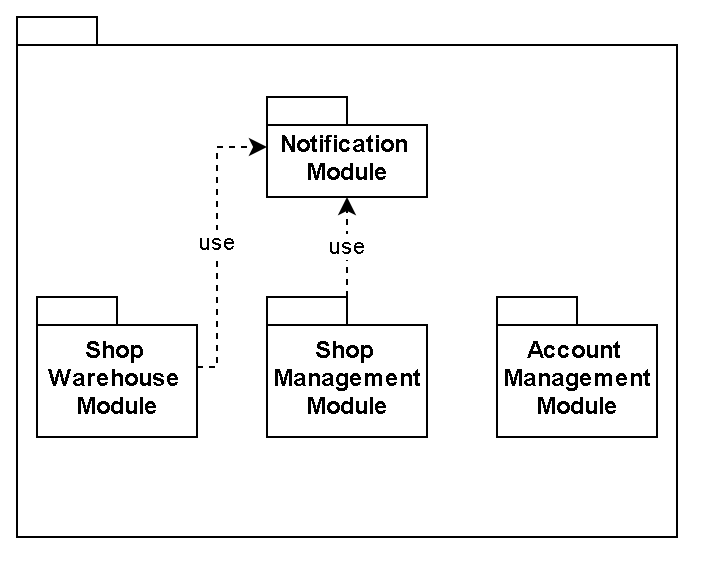 Notification
Module
use
use
Shop
Warehouse
Module
Shop
Management
Module
Account
Management
Module